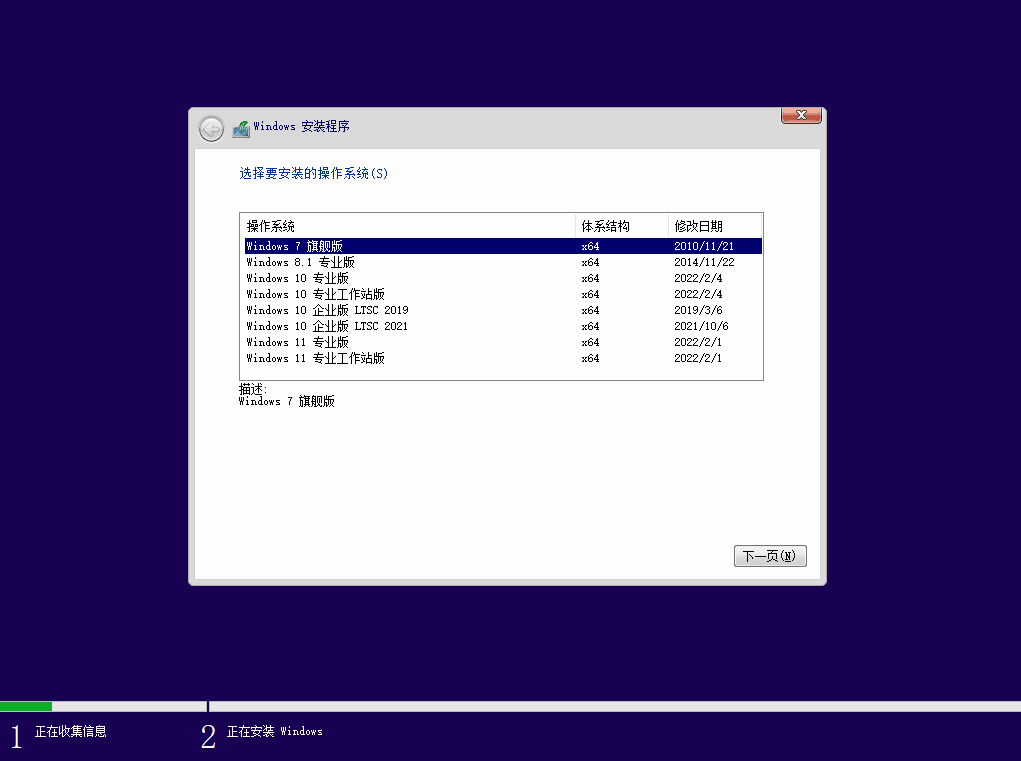 Windows 安装程序
选择要安装的操作系统(S)
操作系统 体系结构 修改日期
Windows 7 旗舰版 x64 2010/11/21
Windows 8.1 专业版 x64 2014/11/22
Windows 10 专业版 x64 2022/2/4
Windows 10 专业工作站版 x64 2022/2/4
Windows 10 企业版 LTSC 2019 x64 2019/3/6
Windows 10 企业版 LTSC 2021 x64 2021/10/6
Windows 11 专业版 x64 2022/2/1
Windows 11 专业工作站版 x64 2022/2/1
描述:
Windows 7 旗舰版
下一页(N)
1 正在收集信息 2 正在安装 Windows